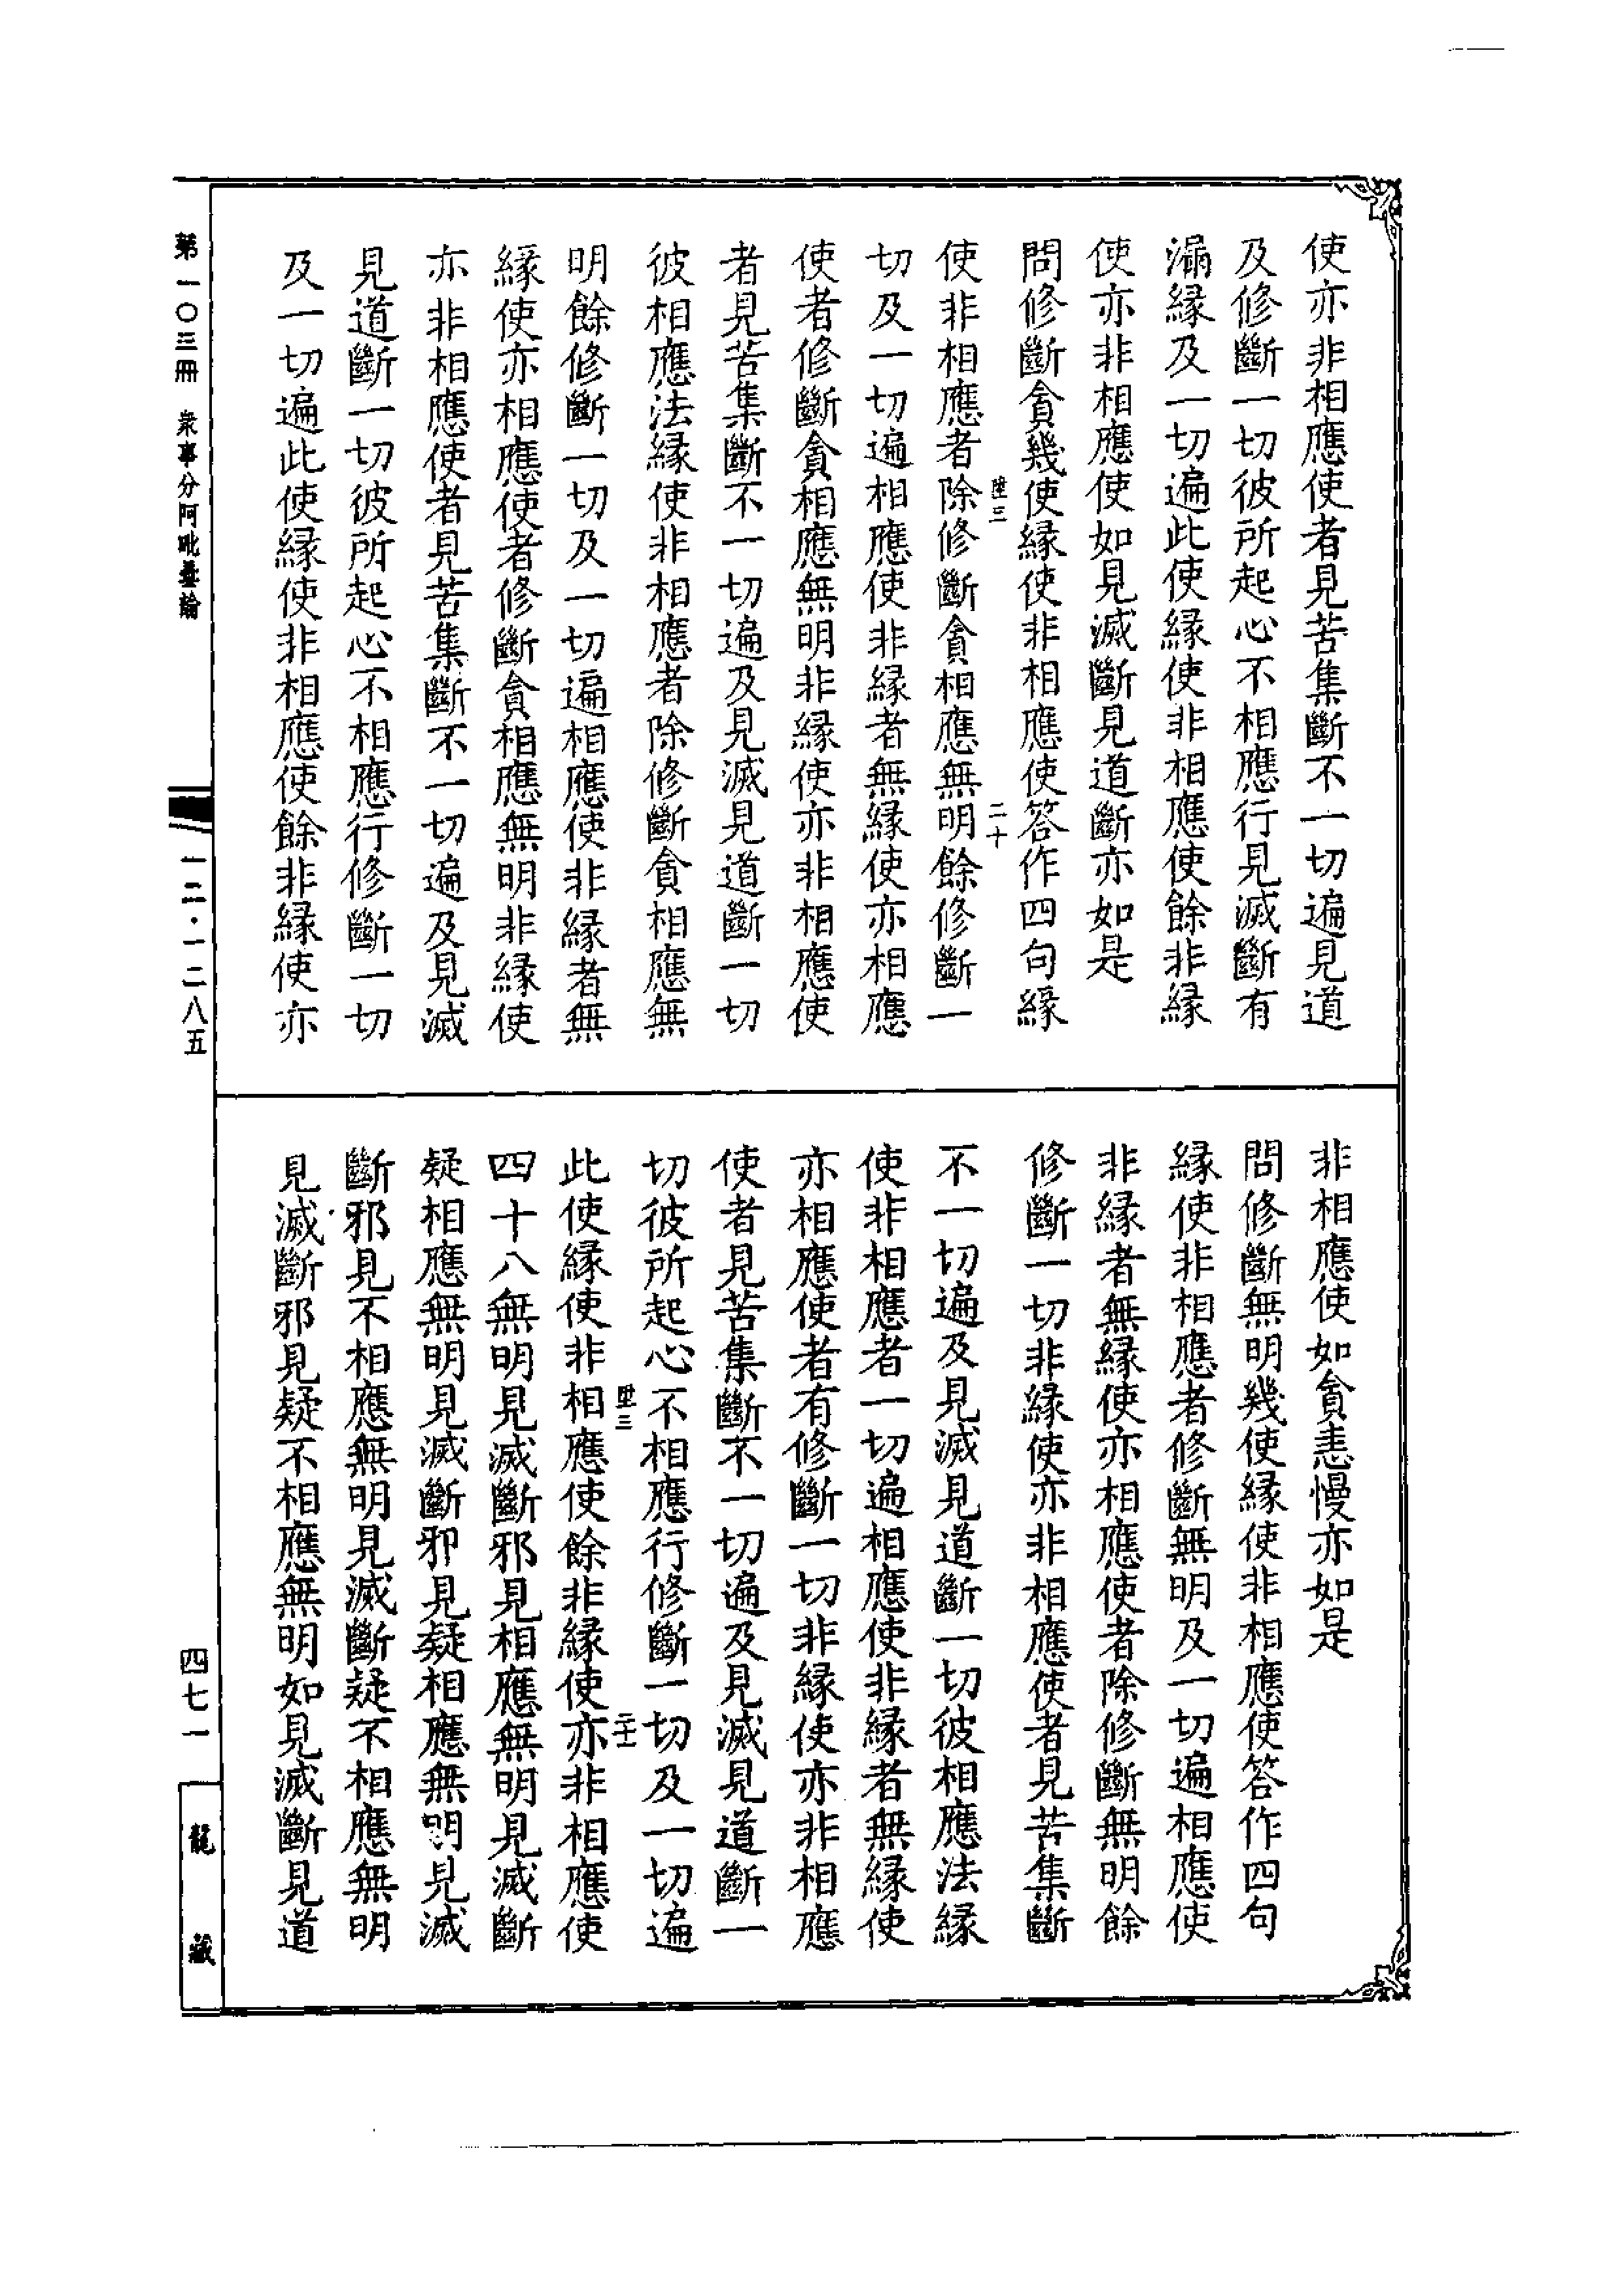 使亦非相應使者見苦集斷不一切遍見道
及修斷一切彼所起心不相應行見滅斷有
漏緣及一切遍此使緣使非相應使餘非緣
使亦非相應使如見滅斷見道斷亦如是
問修斷貪幾使緣使非相應使答作四句緣
使非相應者除修斷貪相應無明餘修斷一
切及一切遍相應使非緣者無緣使亦相應
使者修斷貪相應無明非緣使亦非相應使
者見苦集斷不一切遍及見滅見道斷一切
彼相應法緣使非相應者除修斷貪相應無
明餘修斷一切及一切遍相應使非緣者無
緣使亦相應使者修斷貪相應無明非緣使
亦非相應使者見苦集斷不一切遍及見滅
見道斷一切彼所起心不相應行修斷一切
及一切遍此使緣使非相應使餘非緣使亦
非相應使如貪恚慢亦如是
問修斷無明幾使緣使非相應使答作四句
緣使非相應者修斷無明及一切遍相應使
非緣者無緣使亦相應使者除修斷無明餘
修斷一切非緣使亦非相應使者見苦集斷
不一切遍及見滅見道斷一切彼相應法緣
使非相應者一切遍相應使非緣者無緣使
亦相應使者有修斷一切非緣使亦非相應
使者見苦集斷不一切遍及見滅見道斷一
切彼所起心不相應行修斷一切及一切遍
此使緣使非相應使餘非緣使亦非相應使
四十八無明見滅斷邪見相應無明見滅斷
疑相應無明見滅斷邪見疑相應無明見滅
斷邪見不相應無明見滅斷疑不相應無明
見滅斷邪見疑不相應無明如見滅斷見道
二十
二十一
第一〇三冊 衆事分阿毗曇論
一二·一二八五
四七一
龍藏